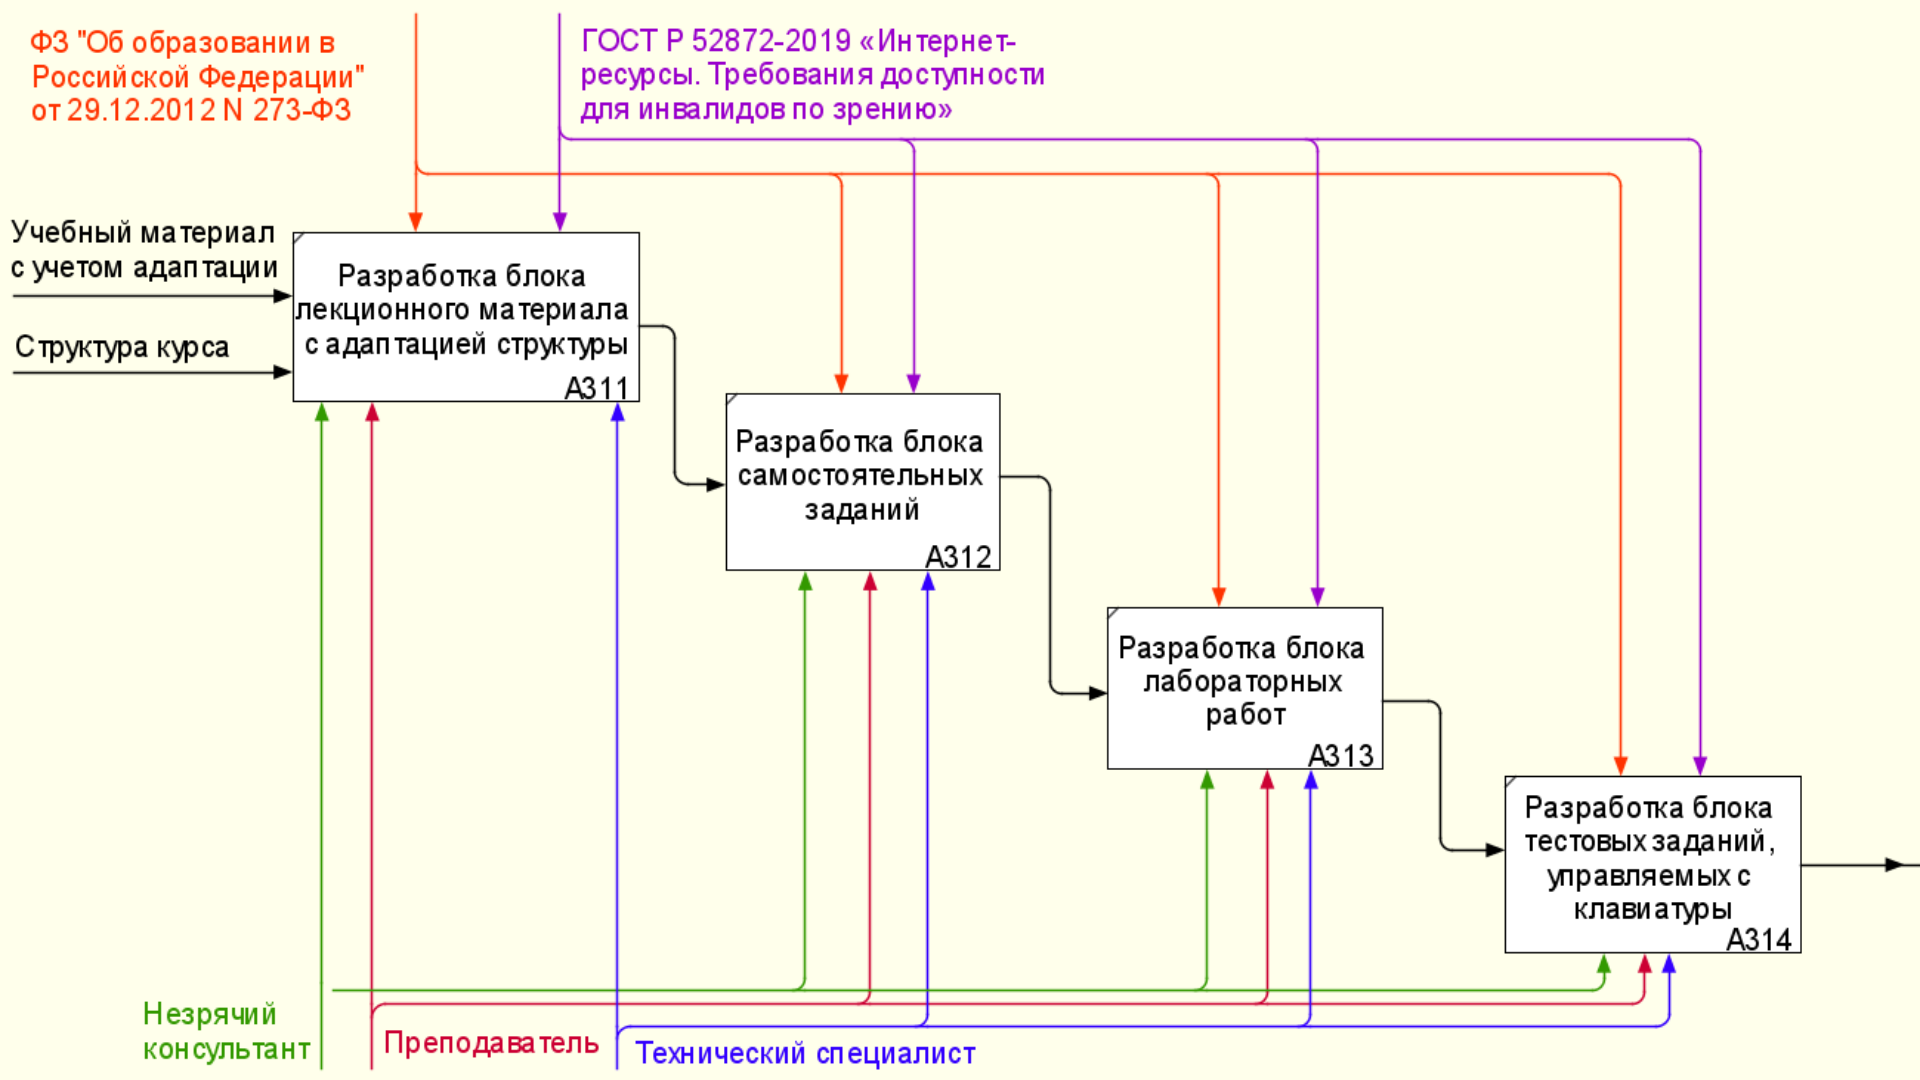 ФЗ "Об образовании в
Российской Федерации"
от 29.12.2012 N 273-ФЗ
ГОСТ Р 52872-2019 «Интернет-
ресурсы. Требования доступности
для инвалидов по зрению»
Учебный материал
с учетом адаптации
Структура курса
Разработка блока
лекционного материала
с адаптацией структуры
А311
Разработка блока
самостоятельных
заданий
А312
Разработка блока
лабораторных
работ
А313
Разработка блока
тестовых заданий,
управляемых с
клавиатуры
А314
Незрячий
консультант
Преподаватель
Технический специалист